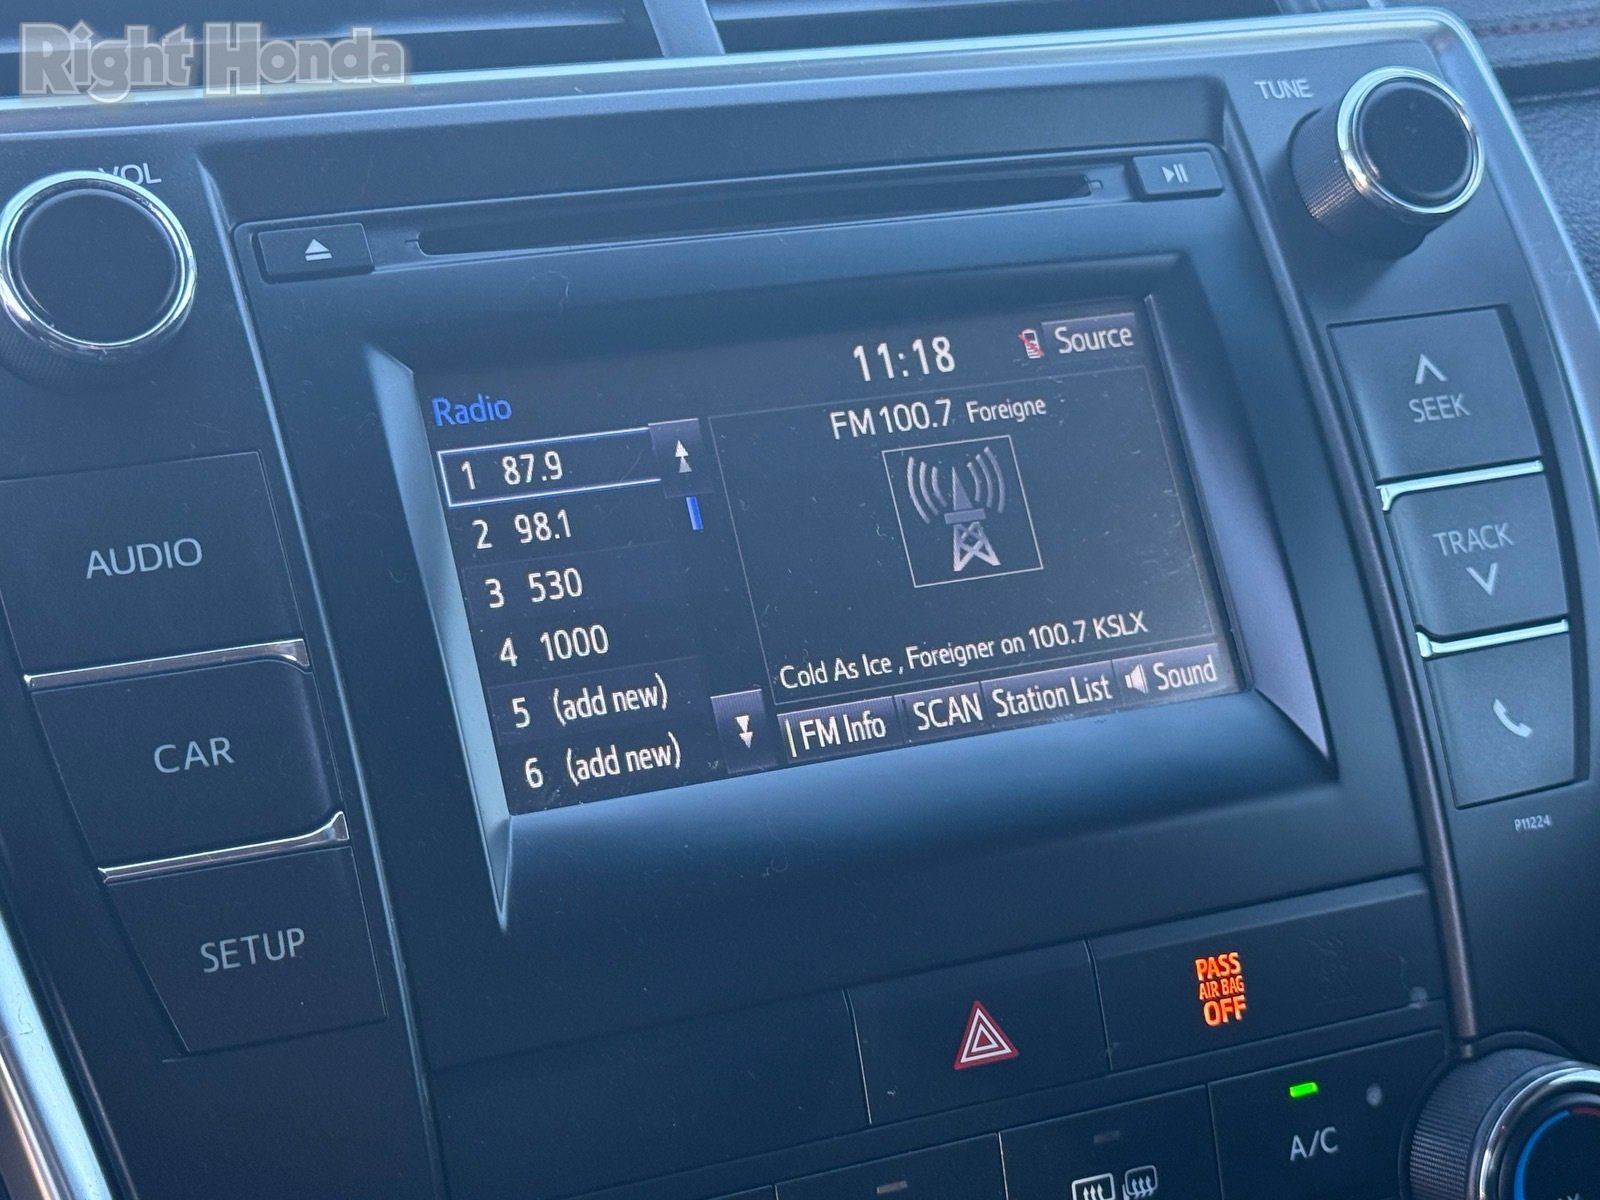 Right Honda
VOL
TUNE
11:18
Source
Radio
FM 100.7 Foreigne
1 87.9
2 98.1
3 530
4 1000
5 (add new)
6 (add new)
Cold As Ice , Foreigner on 100.7 KSLX
FM Info
SCAN
Station List
Sound
AUDIO
CAR
SETUP
SEEK
TRACK
P11224
PASS
AIR BAG
OFF
A/C